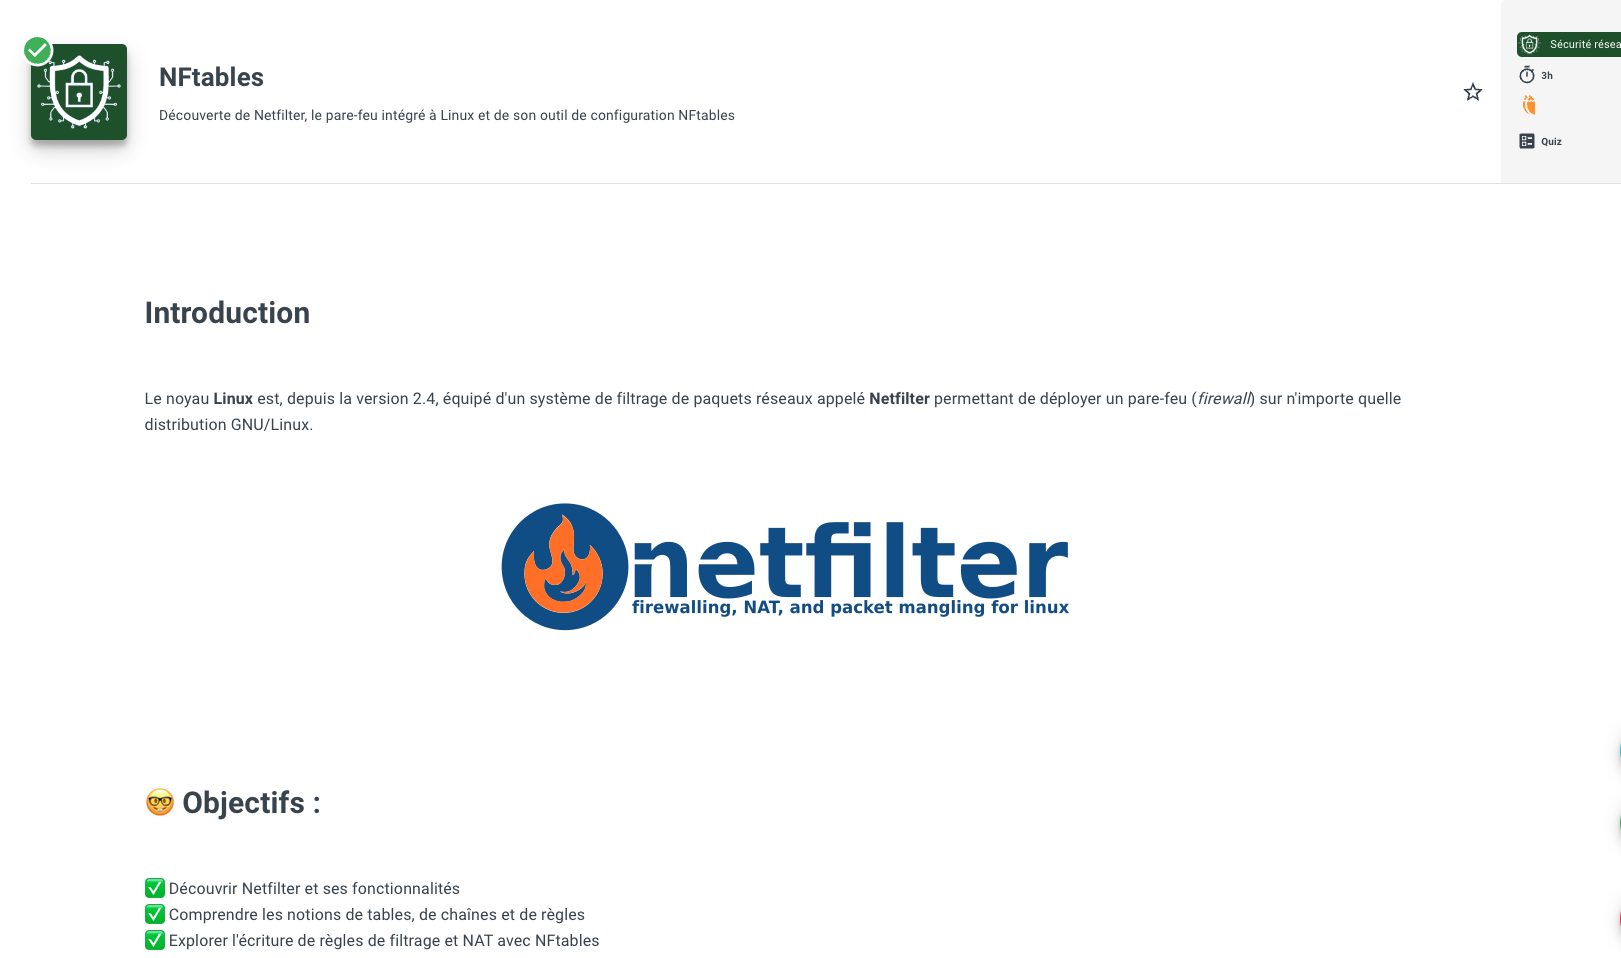 NFtables
Découverte de Netfilter, le pare-feu intégré à Linux et de son outil de configuration NFtables
Sécurité résea
3h
Quiz
Introduction
Le noyau Linux est, depuis la version 2.4, équipé d'un système de filtrage de paquets réseaux appelé Netfilter permettant de déployer un pare-feu (firewall) sur n'importe quelle
distribution GNU/Linux.
netfilter
firewalling, NAT, and packet mangling for linux
🤓 Objectifs :
✅ Découvrir Netfilter et ses fonctionnalités
✅ Comprendre les notions de tables, de chaînes et de règles
✅ Explorer l'écriture de règles de filtrage et NAT avec NFtables